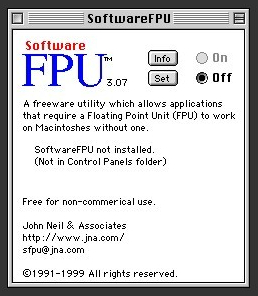 SoftwareFPU
Software
FPU™ 3.07
Info
On
Set
Off
A freeware utility which allows applications
that require a Floating Point Unit (FPU) to work
on Macintoshes without one.
SoftwareFPU not installed.
(Not in Control Panels folder)
Free for non-commerical use.
John Neil & Associates
http://www.jna.com/
sfpu@jna.com
©1991-1999 All rights reserved.